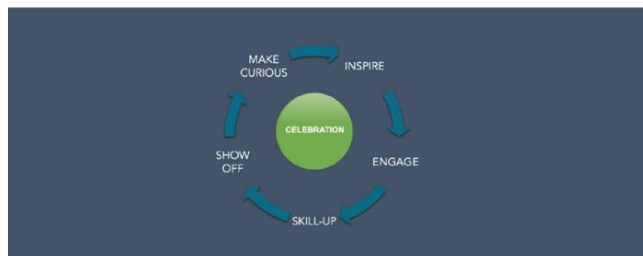 MAKE
CURIOUS
INSPIRE
CELEBRATION
SHOW
OFF
ENGAGE
SKILL-UP